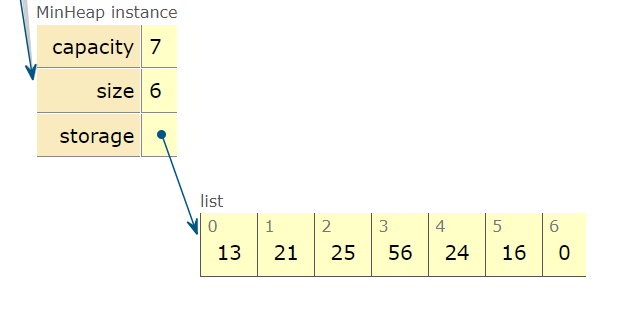 MinHeap instance
capacity 7
size 6
storage
list
0 1 2 3 4 5 6
13 21 25 56 24 16 0